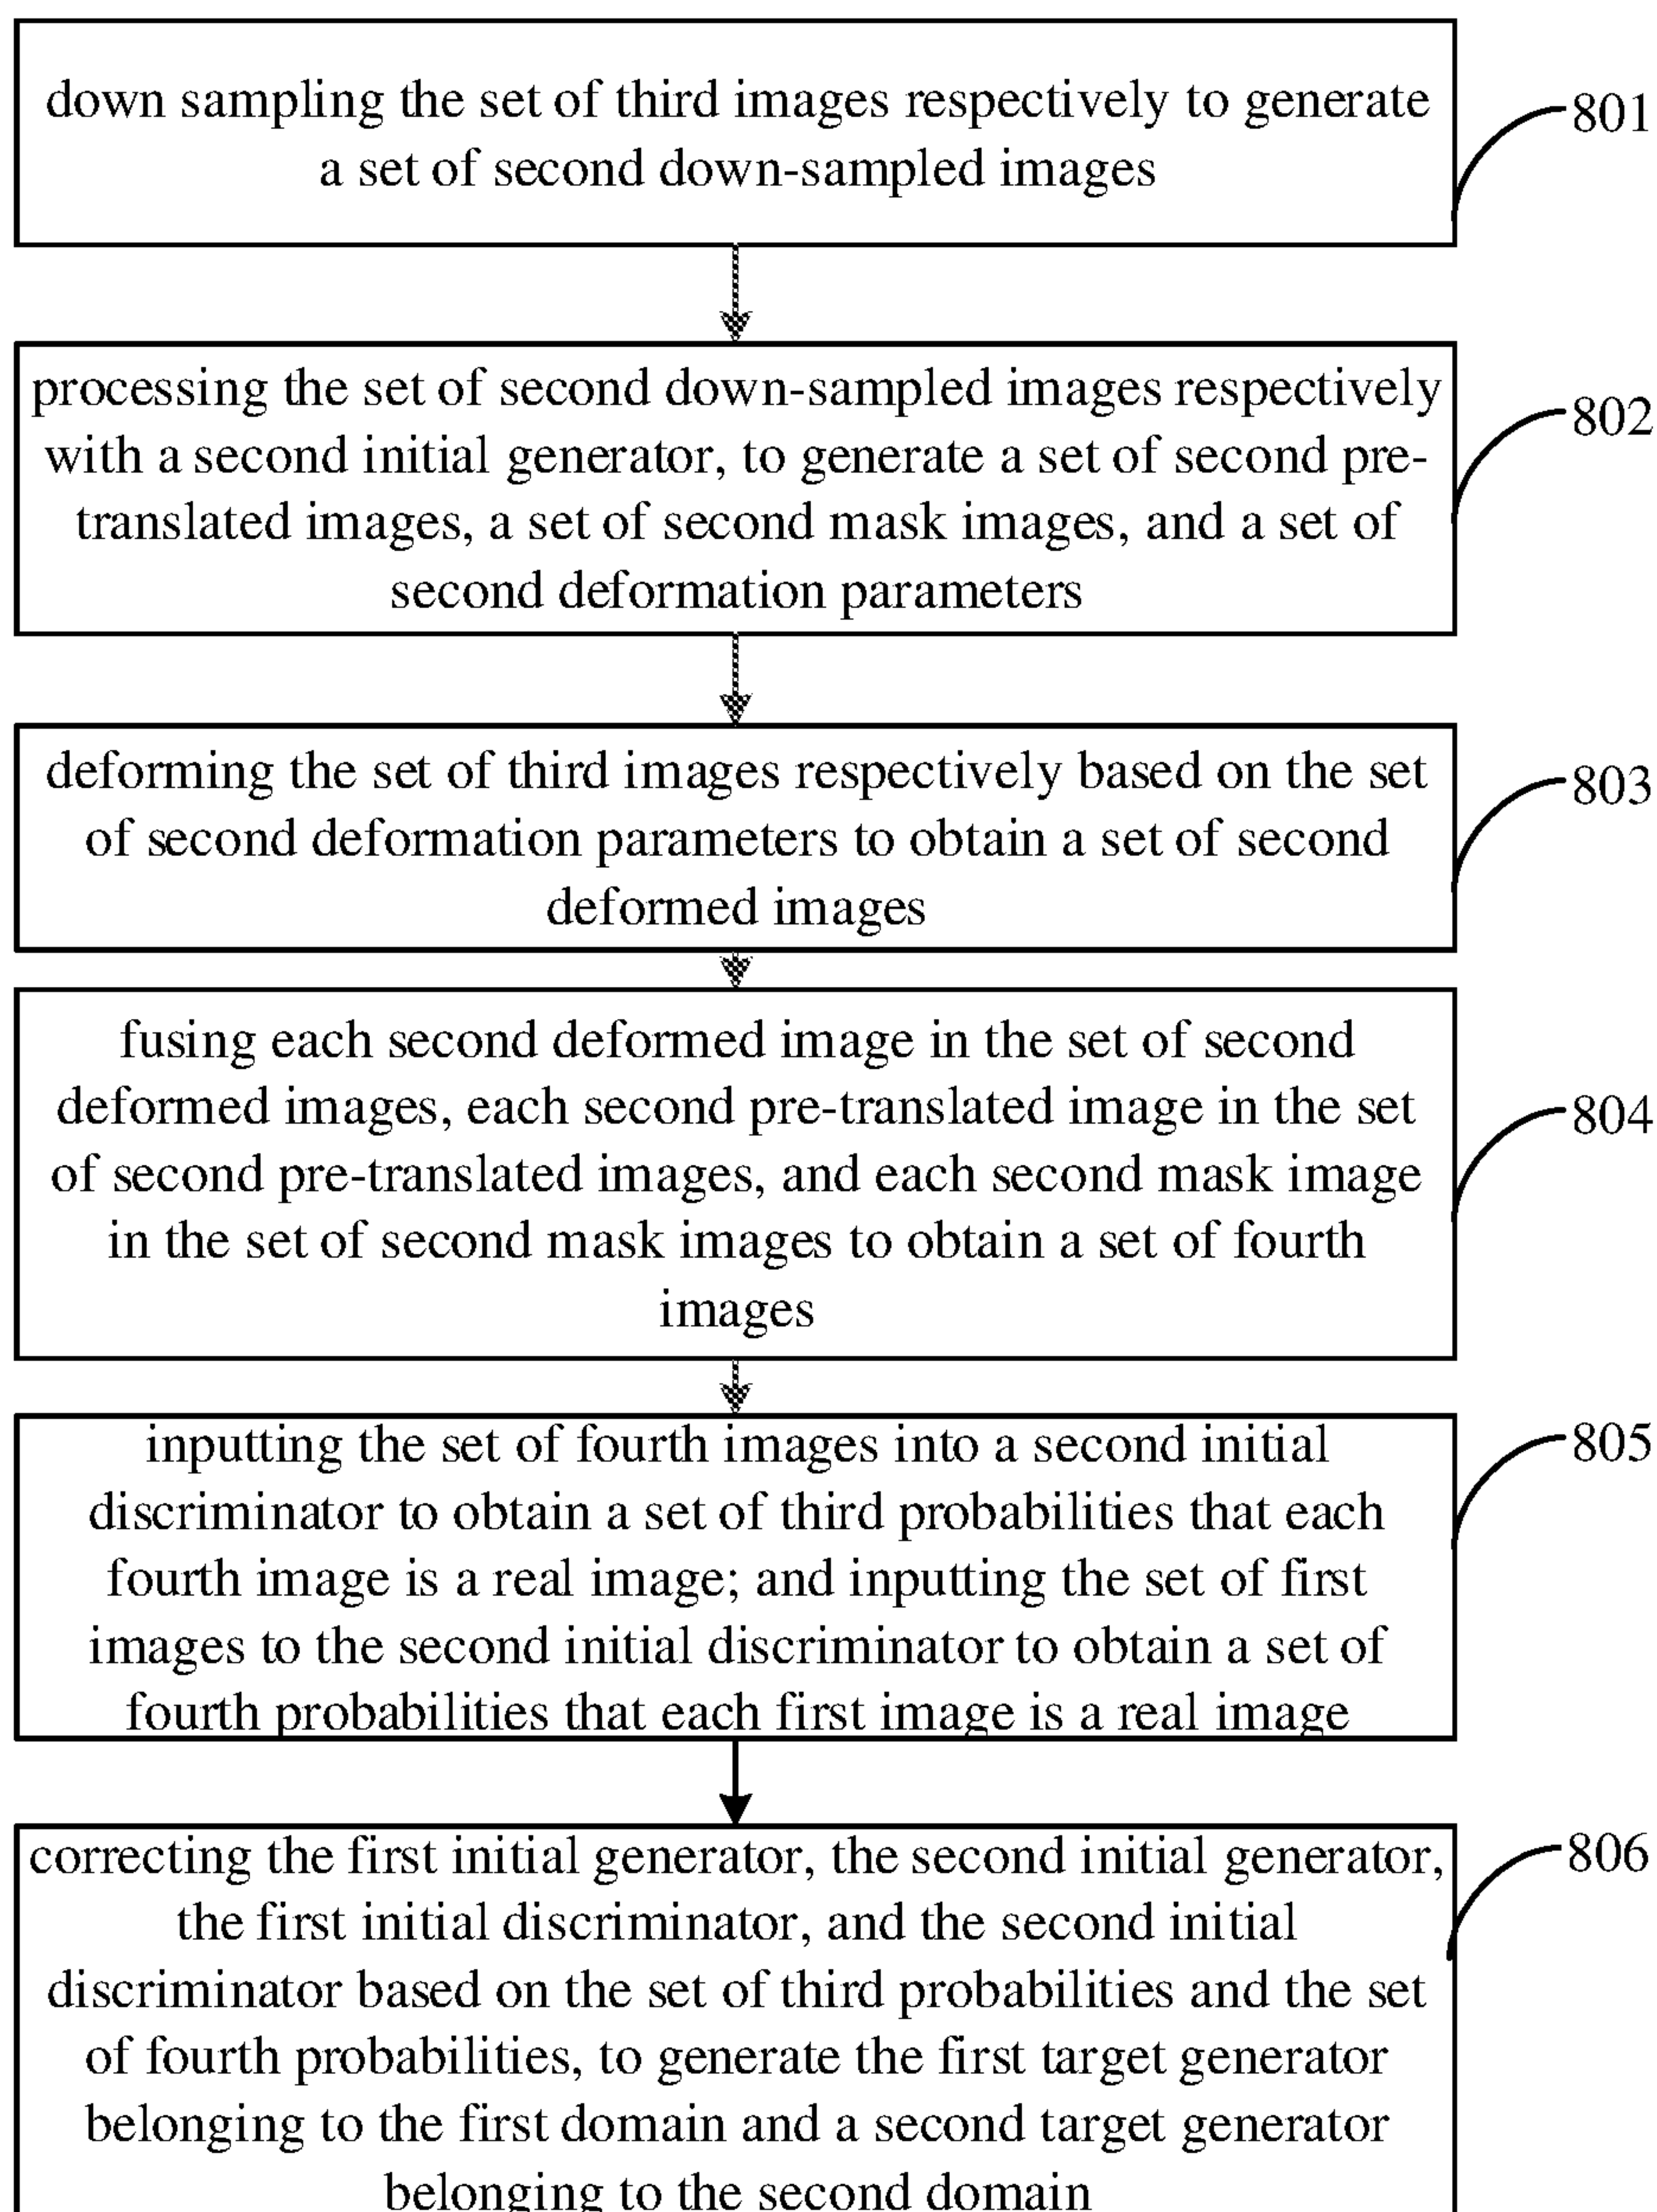 down sampling the set of third images respectively to generate
a set of second down-sampled images
801
processing the set of second down-sampled images respectively
with a second initial generator, to generate a set of second pre-
translated images, a set of second mask images, and a set of
second deformation parameters
802
deforming the set of third images respectively based on the set
of second deformation parameters to obtain a set of second
deformed images
803
fusing each second deformed image in the set of second
deformed images, each second pre-translated image in the set
of second pre-translated images, and each second mask image
in the set of second mask images to obtain a set of fourth
images
804
inputting the set of fourth images into a second initial
discriminator to obtain a set of third probabilities that each
fourth image is a real image; and inputting the set of first
images to the second initial discriminator to obtain a set of
fourth probabilities that each first image is a real image
805
correcting the first initial generator, the second initial generator,
the first initial discriminator, and the second initial
discriminator based on the set of third probabilities and the set
of fourth probabilities, to generate the first target generator
belonging to the first domain and a second target generator
belonging to the second domain
806